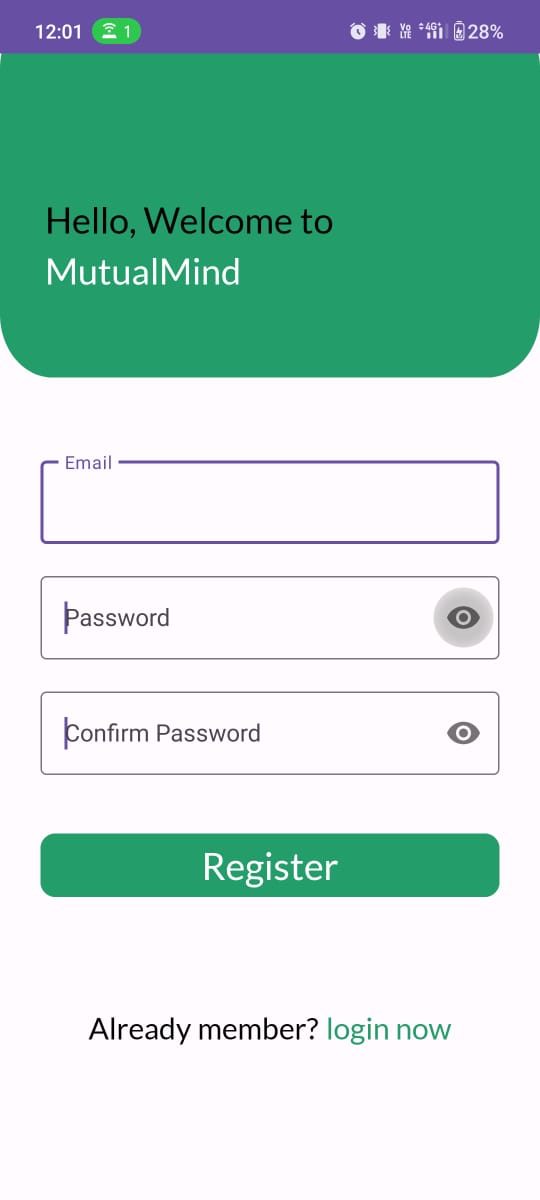 12:01 1 Vo LTE 4G+ 28%
Hello, Welcome to
MutualMind
Email
Password
Confirm Password
Register
Already member? login now